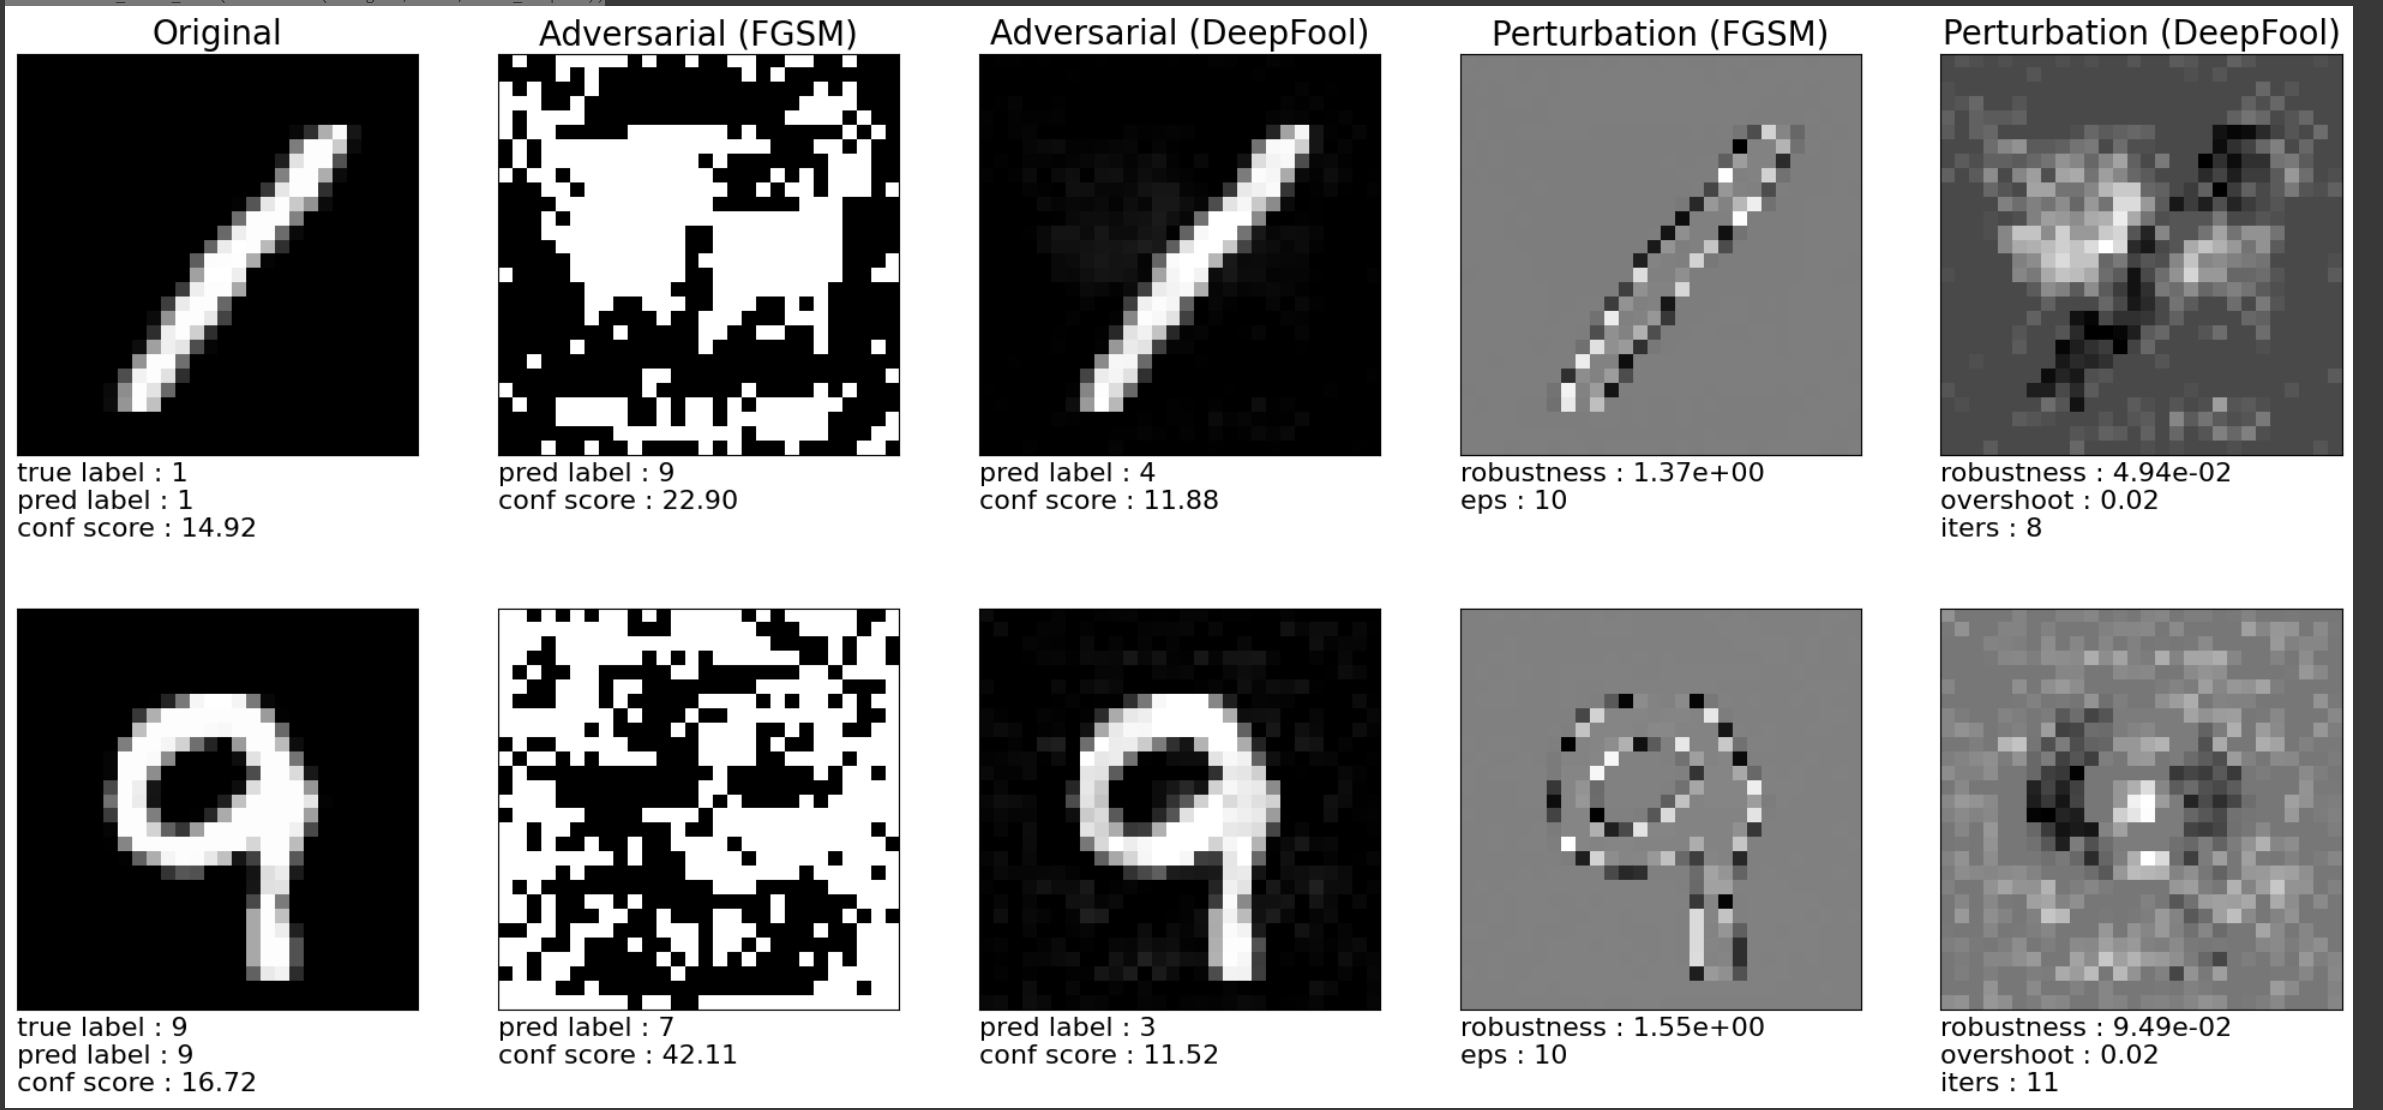 Original
Adversarial (FGSM)
Adversarial (DeepFool)
Perturbation (FGSM)
Perturbation (DeepFool)
true label : 1
pred label : 1
conf score : 14.92
pred label : 9
conf score : 22.90
pred label : 4
conf score : 11.88
robustness : 1.37e+00
eps : 10
robustness : 4.94e-02
overshoot : 0.02
iters : 8
true label : 9
pred label : 9
conf score : 16.72
pred label : 7
conf score : 42.11
pred label : 3
conf score : 11.52
robustness : 1.55e+00
eps : 10
robustness : 9.49e-02
overshoot : 0.02
iters : 11